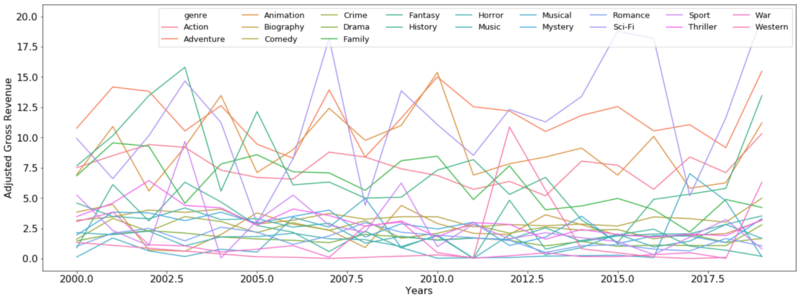 20.0
17.5
15.0
12.5
10.0
7.5
5.0
2.5
0.0
Adjusted Gross Revenue
genre Animation Crime Fantasy Horror Musical Romance Sport War
Action Biography Drama History Music Mystery Sci-Fi Thriller Western
Adventure Comedy Family
2000.0 2002.5 2005.0 2007.5 2010.0 2012.5 2015.0 2017.5
Years